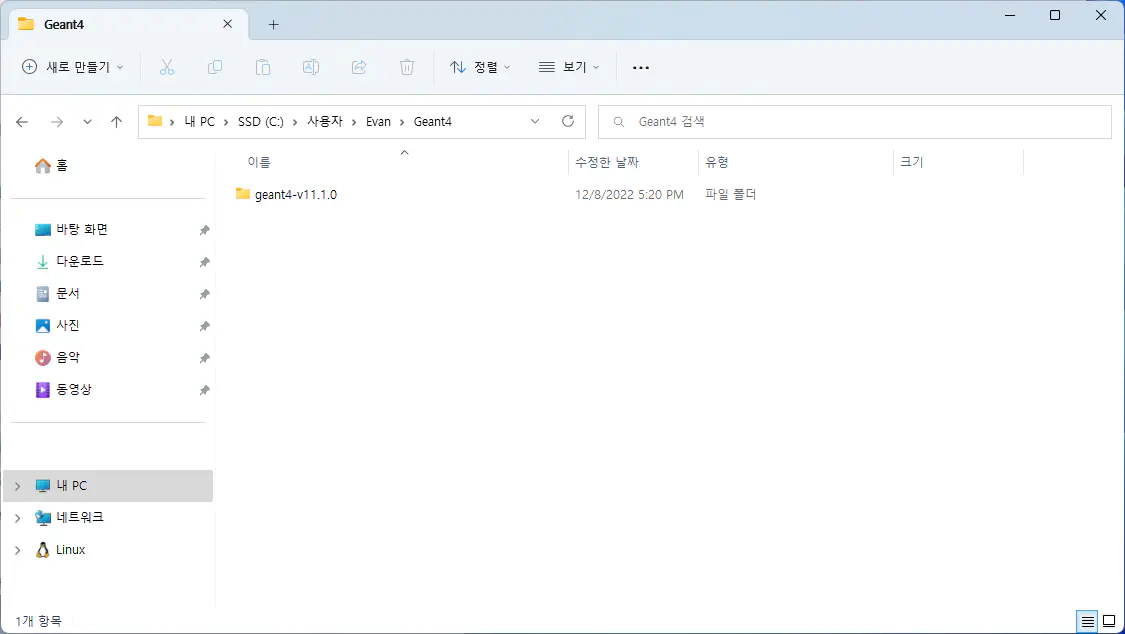 Geant4
새로 만들기
정렬
보기
내 PC > SSD (C:) > 사용자 > Evan > Geant4
Geant4 검색
이름 수정한 날짜 유형 크기
geant4-v11.1.0 12/8/2022 5:20 PM 파일 폴더
홈
바탕 화면
다운로드
문서
사진
음악
동영상
내 PC
네트워크
Linux
1개 항목